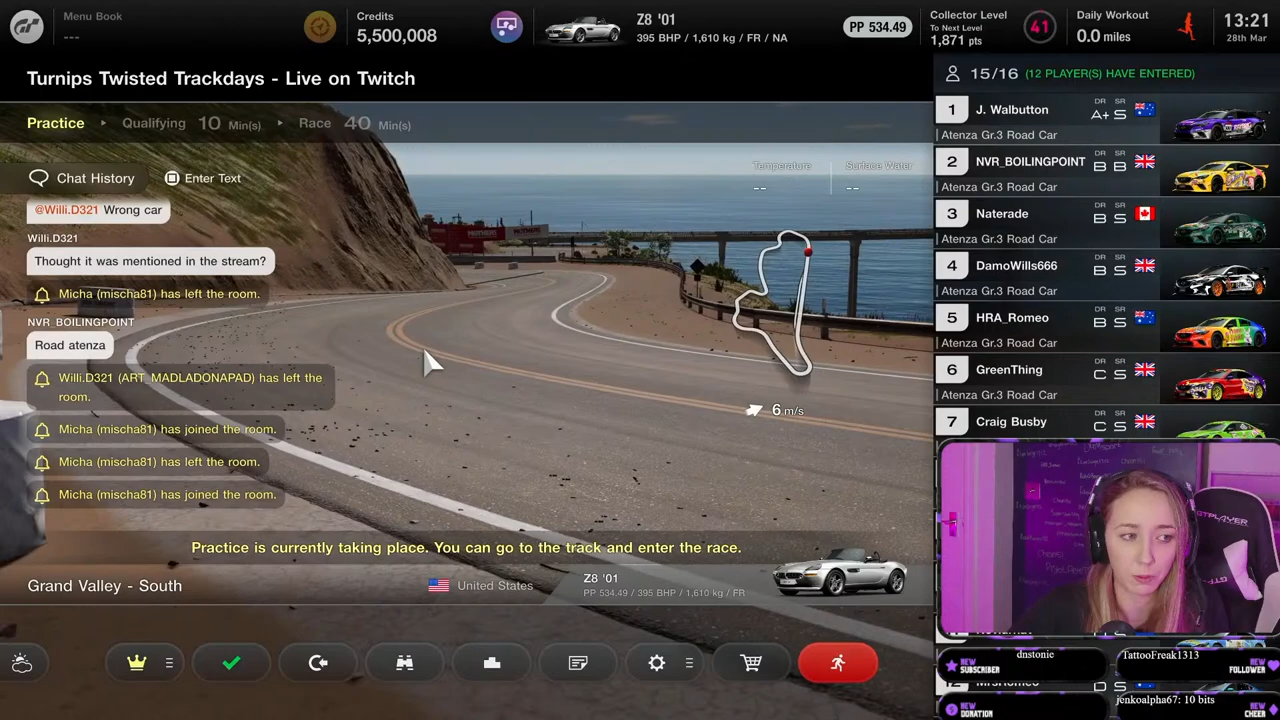 Menu Book
---
Credits
5,500,008
Z8 '01
395 BHP / 1,610 kg / FR / NA
PP 534.49
Collector Level
To Next Level
1,871 pts
41
Daily Workout
0.0 miles
13:21
28th Mar
Turnips Twisted Trackdays - Live on Twitch
15/16 (12 PLAYER(S) HAVE ENTERED)
Practice
Qualifying 10 Min(s)
Race 40 Min(s)
Temperature
--
Surface Water
--
Chat History
Enter Text
@Willi.D321 Wrong car
Willi.D321
Thought it was mentioned in the stream?
Micha (mischa81) has left the room.
NVR_BOILINGPOINT
Road atenza
Willi.D321 (ART_MADLADONAPAD) has left the
room.
Micha (mischa81) has joined the room.
Micha (mischa81) has left the room.
Micha (mischa81) has joined the room.
MOTHERS
6 m/s
Practice is currently taking place. You can go to the track and enter the race.
Grand Valley - South
United States
Z8 '01
PP 534.49 / 395 BHP / 1,610 kg / FR
1 J. Walbutton DR A+ SR S
Atenza Gr.3 Road Car
2 NVR_BOILINGPOINT DR B SR B
Atenza Gr.3 Road Car
3 Naterade DR B SR S
Atenza Gr.3 Road Car
4 DamoWills666 DR B SR S
Atenza Gr.3 Road Car
5 HRA_Romeo DR B SR S
Atenza Gr.3 Road Car
6 GreenThing DR C SR S
Atenza Gr.3 Road Car
7 Craig Busby DR C SR S
GTPLAYER
D S
NEW SUBSCRIBER
dnstonic
TattooFreak1313
NEW FOLLOWER
NEW DONATION
jenkoalpha67: 10 bits
NEW CHEER